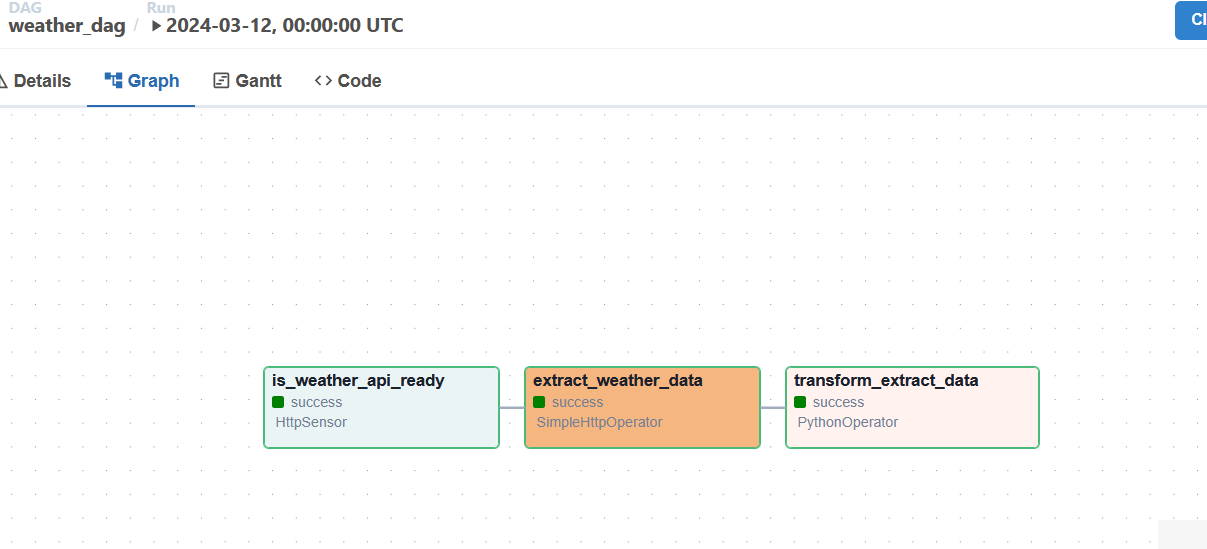 DAG
Run
weather_dag / 2024-03-12, 00:00:00 UTC
Cl
Details
Graph
Gantt
Code
is_weather_api_ready
success
HttpSensor
extract_weather_data
success
SimpleHttpOperator
transform_extract_data
success
PythonOperator